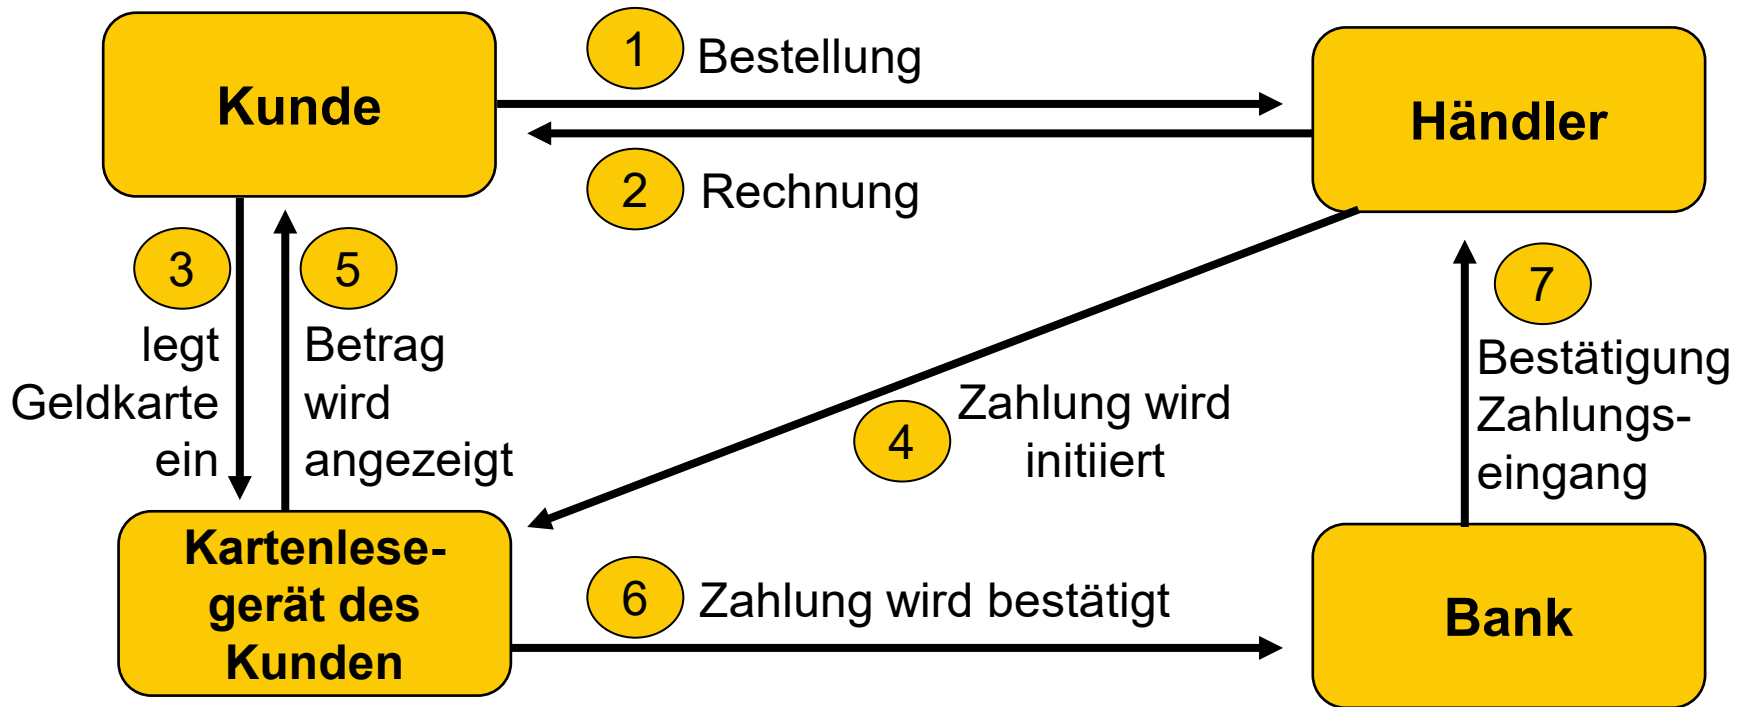 Kunde
1
Bestellung
Händler
2
Rechnung
3
legt
Geldkarte
ein
5
Betrag
wird
angezeigt
4
Zahlung wird
initiiert
7
Bestätigung
Zahlungs-
eingang
Kartenlese-
gerät des
Kunden
6
Zahlung wird bestätigt
Bank